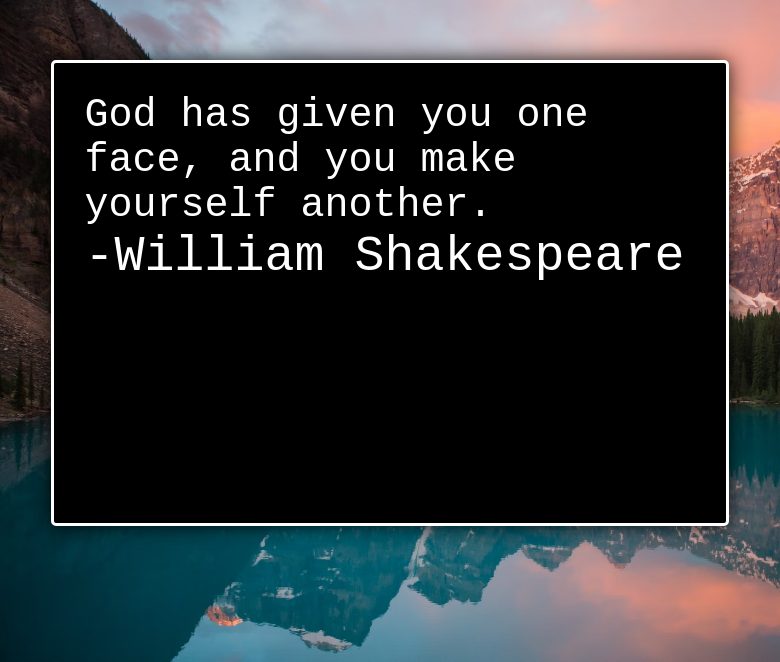 God has given you one
face, and you make
yourself another.
-William Shakespeare